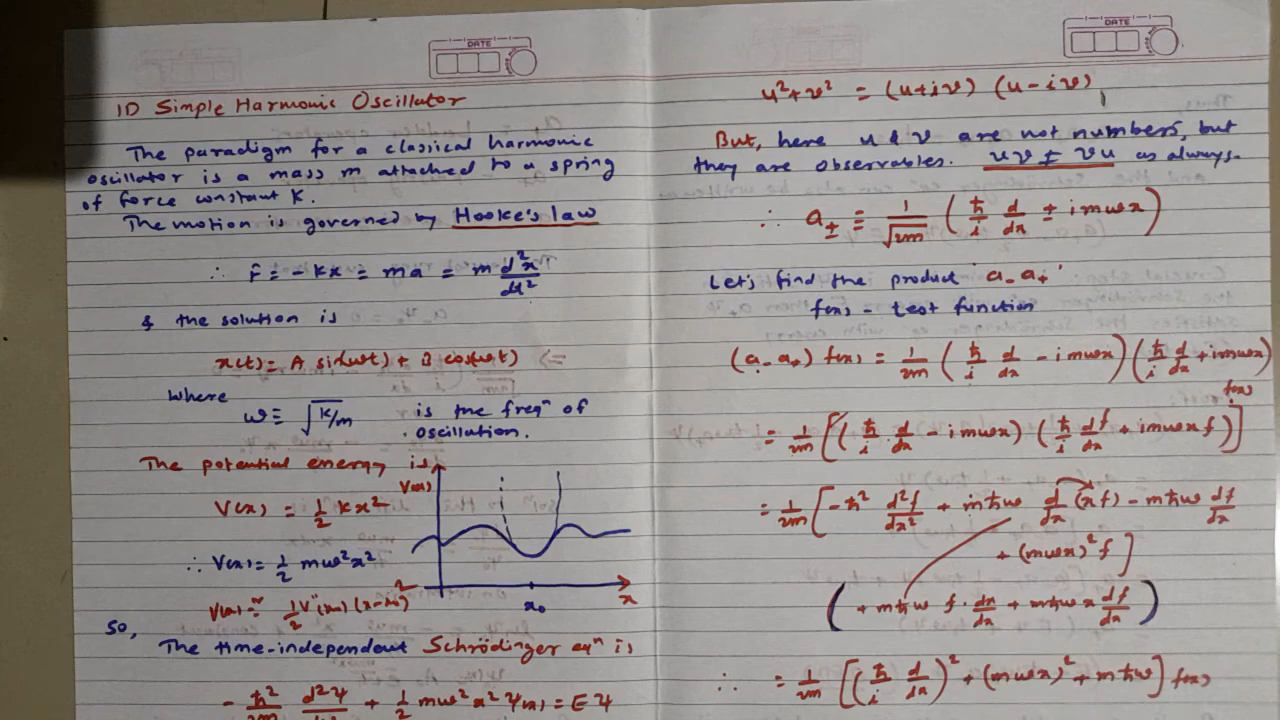 DATE
1D Simple Harmonic Oscillator
The paradigm for a classical harmonic
oscillator is a mass m attached to a spring
of force constant K.
The motion is governed by Hooke's law
∴ F = - Kx = ma = m d²x/dt²
& the solution is
x(t) = A sin(ωt) + B cos(ωt) (=
where
ω ≡ √K/m is the freqⁿ of
oscillation.
The potential energy is
V(x)
V(x) = 1/2 Kx²
∴ V(x) = 1/2 mω²x²
V(x) ≅ 1/2 V''(x₀) (x-x₀)²
x₀
x
So,
The time-independent Schrödinger eqⁿ is
- ħ²/2m d²Ψ + 1/2 mω²x² Ψ(x) = E Ψ
DATE
u²+v² = (u+iv) (u-iv)
But, here u & v are not numbers, but
they are observables. uv ≠ vu as always.
∴ a± = 1/√2m (ħ/i d/dx ± imωx)
Let's find the product 'a₋a₊'
f(x) - test function
(a₋a₊) f(x) = 1/2m (ħ/i d/dx - imωx) (ħ/i d/dx + imωx)
f(x)
= 1/2m [(ħ/i . d/dx - imωx) (ħ/i df/dx + imωx f)]
= 1/2m [-ħ² d²f/dx² + mħω d/dx (xf) - mħω df/dx
+ (mωx)² f]
(+ mħω f . dx/dx + mħω x df/dx)
∴ = 1/2m [(ħ/i d/dx)² + (mωx)² + mħω] f(x)